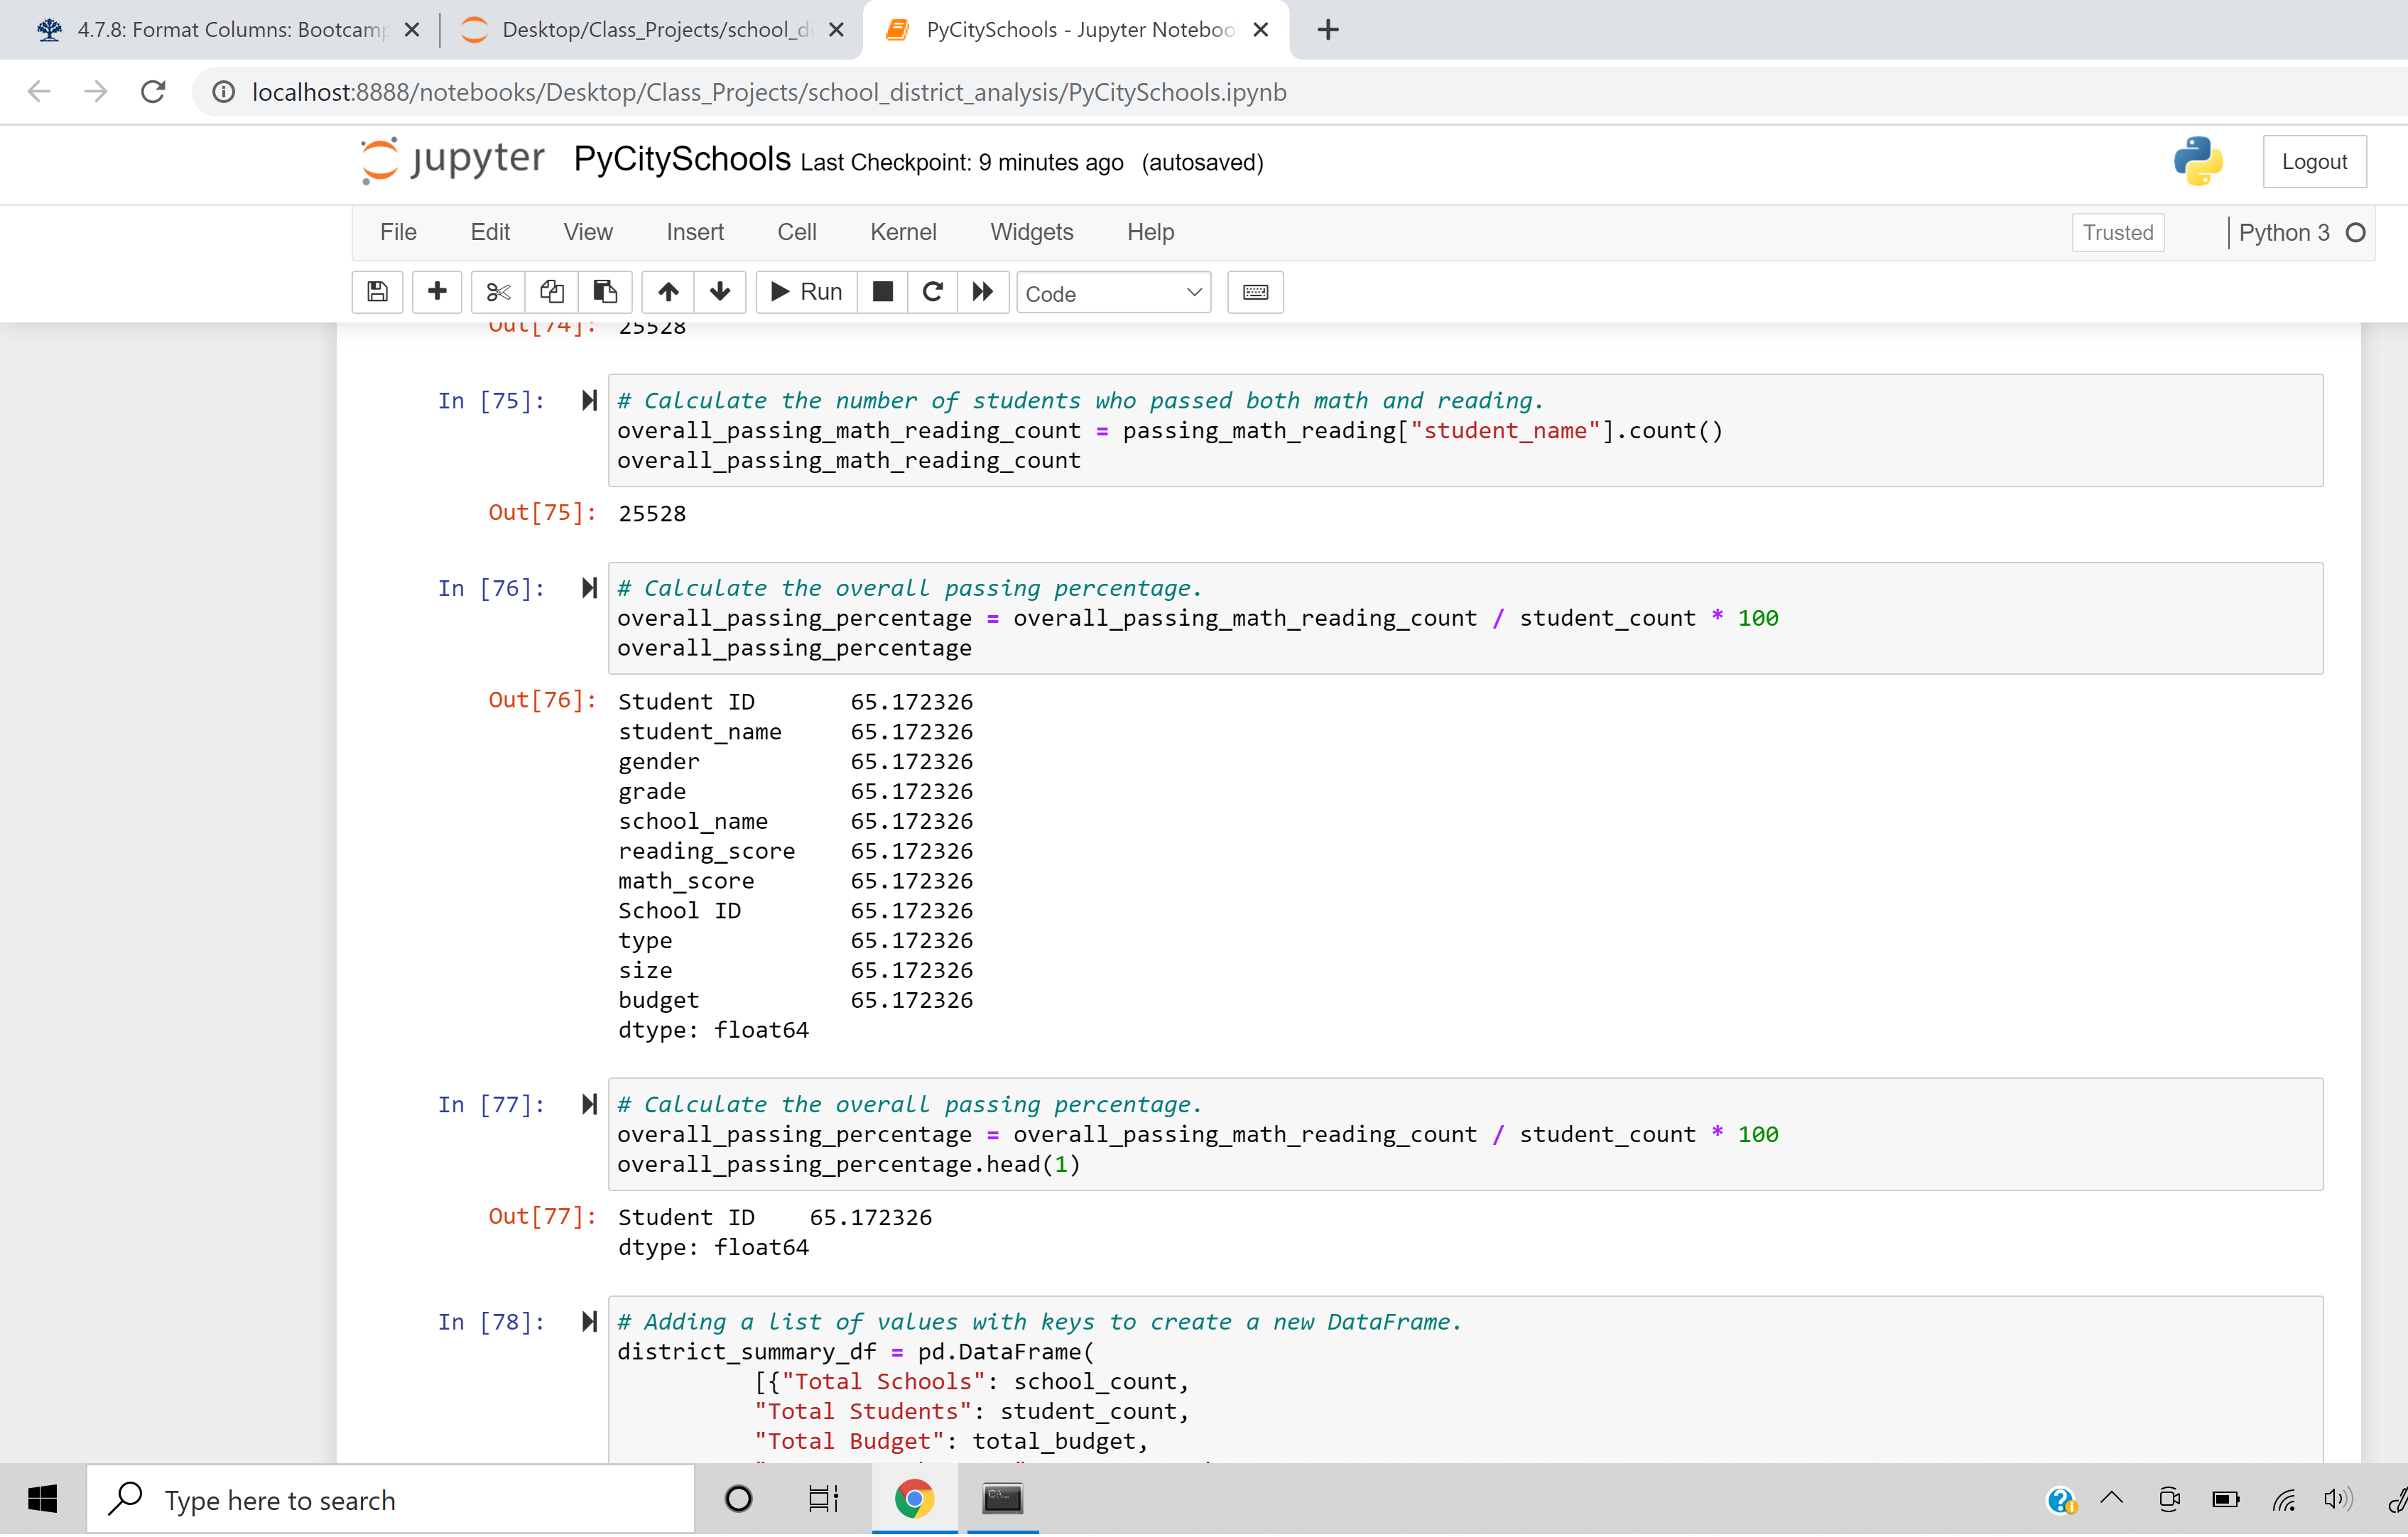 4.7.8: Format Columns: Bootcamp
Desktop/Class_Projects/school_di
PyCitySchools - Jupyter Noteboo
localhost:8888/notebooks/Desktop/Class_Projects/school_district_analysis/PyCitySchools.ipynb
jupyter PyCitySchools Last Checkpoint: 9 minutes ago (autosaved)
Logout
File Edit View Insert Cell Kernel Widgets Help
Trusted
Python 3
Run
Code
Out[74]: 25528
In [75]: # Calculate the number of students who passed both math and reading.
overall_passing_math_reading_count = passing_math_reading["student_name"].count()
overall_passing_math_reading_count
Out[75]: 25528
In [76]: # Calculate the overall passing percentage.
overall_passing_percentage = overall_passing_math_reading_count / student_count * 100
overall_passing_percentage
Out[76]: Student ID 65.172326
student_name 65.172326
gender 65.172326
grade 65.172326
school_name 65.172326
reading_score 65.172326
math_score 65.172326
School ID 65.172326
type 65.172326
size 65.172326
budget 65.172326
dtype: float64
In [77]: # Calculate the overall passing percentage.
overall_passing_percentage = overall_passing_math_reading_count / student_count * 100
overall_passing_percentage.head(1)
Out[77]: Student ID 65.172326
dtype: float64
In [78]: # Adding a list of values with keys to create a new DataFrame.
district_summary_df = pd.DataFrame(
[{"Total Schools": school_count,
"Total Students": student_count,
"Total Budget": total_budget,
Type here to search